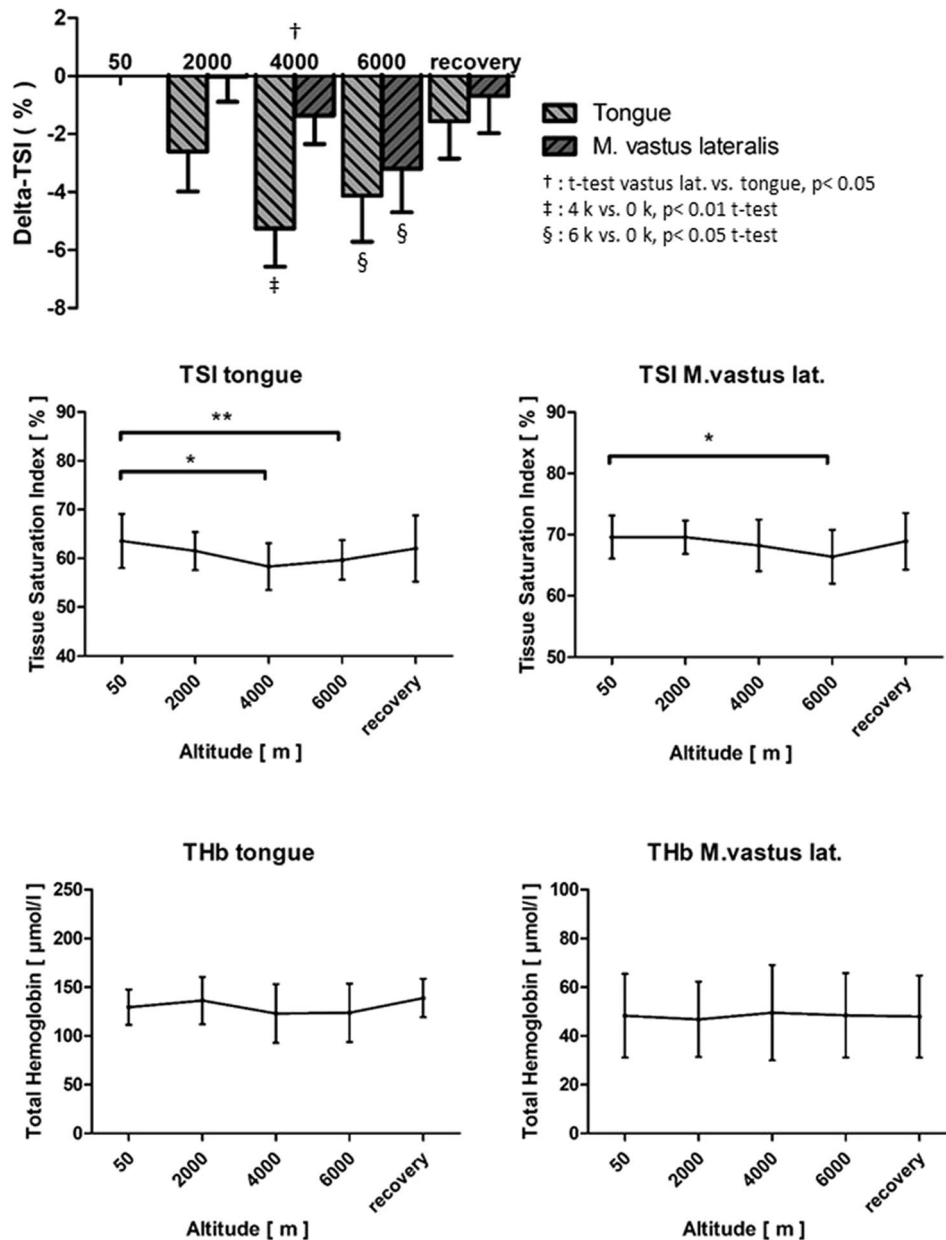 2
0
-2
-4
-6
-8
Delta-TSI ( % )
†
50 2000 4000 6000 recovery
‡
§
§
Tongue
M. vastus lateralis
† : t-test vastus lat. vs. tongue, p< 0.05
‡ : 4 k vs. 0 k, p< 0.01 t-test
§ : 6 k vs. 0 k, p< 0.05 t-test
TSI tongue
Tissue Saturation Index [ % ]
90
80
70
60
50
40
**
*
50 2000 4000 6000 recovery
Altitude [ m ]
TSI M.vastus lat.
Tissue Saturation Index [ % ]
90
80
70
60
50
*
50 2000 4000 6000 recovery
Altitude [ m ]
THb tongue
Total Hemoglobin [ µmol/l ]
250
200
150
100
50
0
50 2000 4000 6000 recovery
Altitude [ m ]
THb M.vastus lat.
Total Hemoglobin [ µmol/l ]
100
80
60
40
20
0
50 2000 4000 6000 recovery
Altitude [ m ]